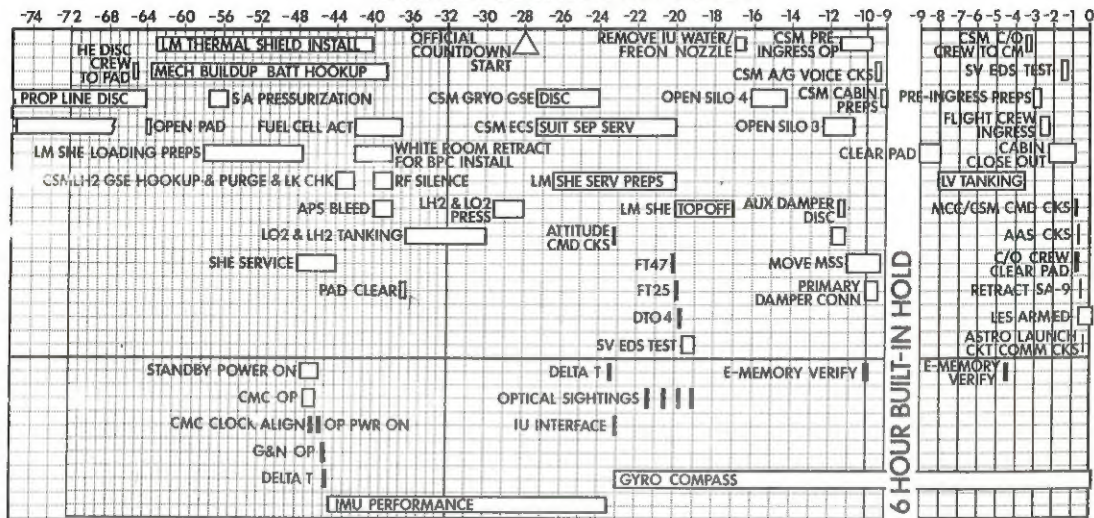 -74 -72 -68 -64 -60 -56 -52 -48 -44 -40 -36 -32 -28 -24 -20 -16 -12 -10 -9 -9 -8 -7 -6 -5 -4 -3 -2 -1 0
HE DISC
CREW
TO PAD
LM THERMAL SHIELD INSTALL
OFFICIAL
COUNTDOWN
START
REMOVE IU WATER/
FREON NOZZLE
CSM PRE
INGRESS OP
CSM C/O
CREW TO CM
MECH BUILDUP BATT HOOKUP
CSM A/G VOICE CKS
SV EDS TEST
PROP LINE DISC
S A PRESSURIZATION
CSM GRYO GSE DISC
OPEN SILO 4
CSM CABIN
PREPS
PRE-INGRESS PREPS
OPEN PAD
FUEL CELL ACT
CSM ECS SUIT SEP SERV
OPEN SILO 3
FLIGHT CREW
INGRESS
LM SHE LOADING PREPS
WHITE ROOM RETRACT
FOR BPC INSTALL
CLEAR PAD
CABIN
CLOSE OUT
CSM LH2 GSE HOOKUP & PURGE & LK CHK
RF SILENCE
LM SHE SERV PREPS
LV TANKING
APS BLEED
LH2 & LO2
PRESS
LM SHE TOP OFF
AUX DAMPER
DISC
MCC/CSM CMD CKS
LO2 & LH2 TANKING
ATTITUDE
CMD CKS
AAS CKS
SHE SERVICE
FT47
MOVE MSS
C/O CREW
CLEAR PAD
PAD CLEAR
FT25
PRIMARY
DAMPER CONN
RETRACT SA-9
DTO 4
LES ARMED
SV EDS TEST
ASTRO LAUNCH
CKT COMM CKS
STANDBY POWER ON
DELTA T
E-MEMORY VERIFY
E-MEMORY
VERIFY
CMC OP
OPTICAL SIGHTINGS
CMC CLOCK ALIGN
OP PWR ON
IU INTERFACE
G&N OP
DELTA T
GYRO COMPASS
IMU PERFORMANCE
6 HOUR BUILT-IN HOLD